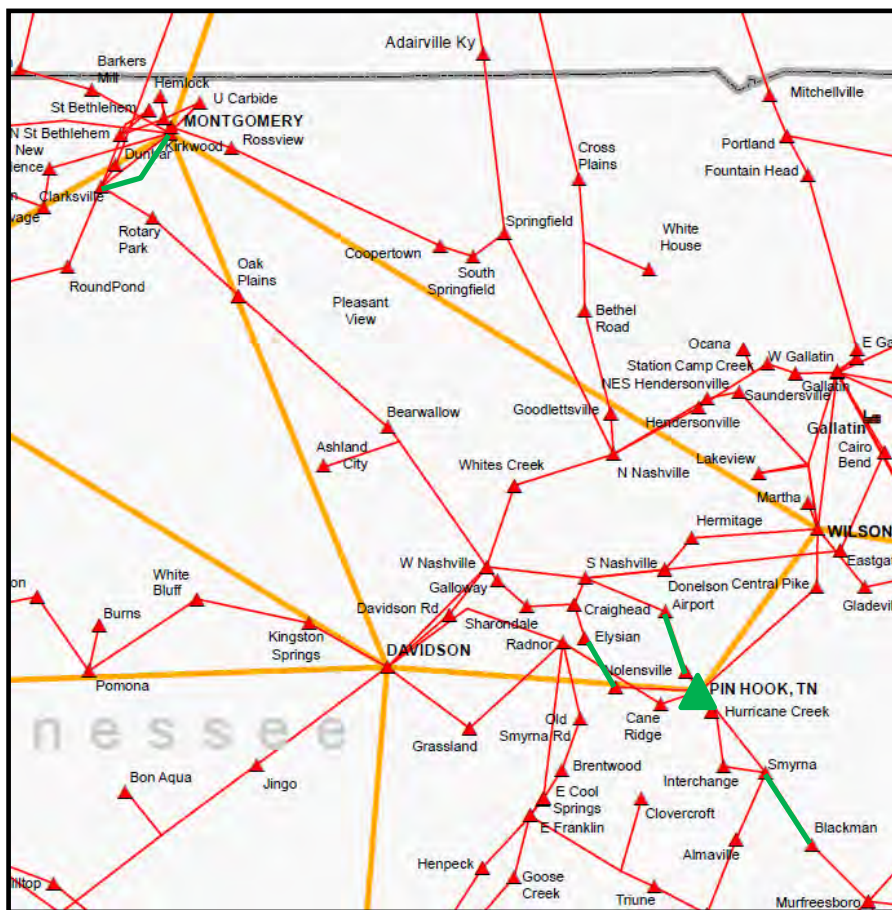 Adairville Ky
Barkers
Mill
Hemlock
St Bethlehem
U Carbide
MONTGOMERY
N St Bethlehem
New
Dunbar
Kirkwood
Rossview
Clarksville
Rotary
Park
RoundPond
Oak
Plains
Pleasant
View
Coopertown
South
Springfield
Springfield
Cross
Plains
White
House
Bethel
Road
Mitchellville
Portland
Fountain Head
Ocana
W Gallatin
Station Camp Creek
Gallatin
NES Hendersonville
Saundersville
Hendersonville
Goodlettsville
Gallatin
Cairo
Bend
Lakeview
N Nashville
Martha
Bearwallow
Ashland
City
Whites Creek
Hermitage
WILSON
W Nashville
S Nashville
Eastgat
Galloway
Donelson
Airport
Central Pike
Gladevil
Davidson Rd
Craighead
Sharondale
Elysian
Radnor
White
Bluff
Burns
Kingston
Springs
DAVIDSON
Pomona
Nolensville
PIN HOOK, TN
Hurricane Creek
Cane
Ridge
nessee
Grassland
Old
Smyrna Rd
Bon Aqua
Jingo
Brentwood
Interchange
Smyrna
E Cool
Springs
Clovercroft
E Franklin
Almaville
Blackman
Henpeck
Goose
Creek
Triune
Murfreesboro